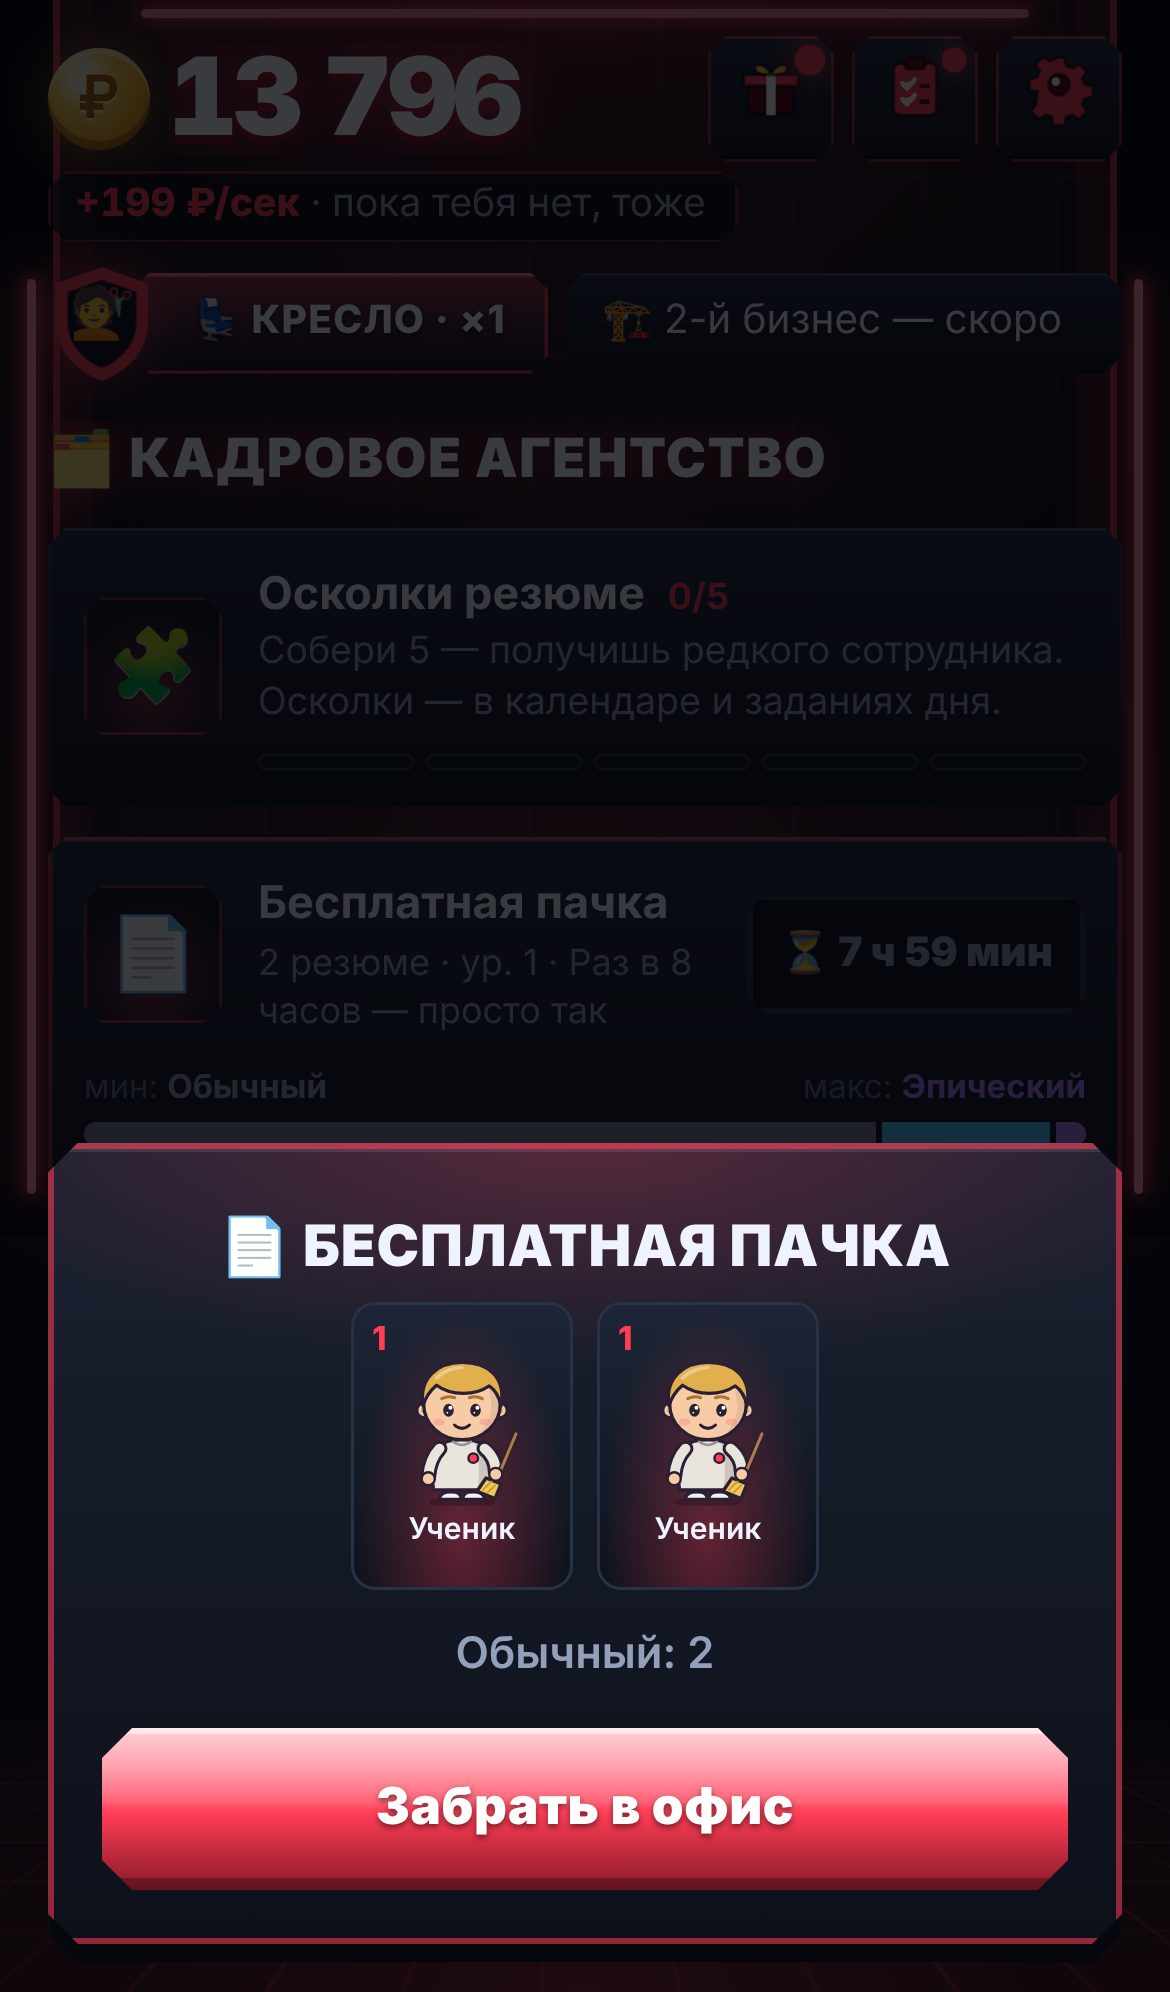 13 796
+199 ₽/сек · пока тебя нет, тоже
КРЕСЛО · ×1
2-й бизнес — скоро
КАДРОВОЕ АГЕНТСТВО
Осколки резюме 0/5
Собери 5 — получишь редкого сотрудника.
Осколки — в календаре и заданиях дня.
Бесплатная пачка
2 резюме · ур. 1 · Раз в 8
часов — просто так
7 ч 59 мин
мин: Обычный
макс: Эпический
БЕСПЛАТНАЯ ПАЧКА
1
Ученик
1
Ученик
Обычный: 2
Забрать в офис